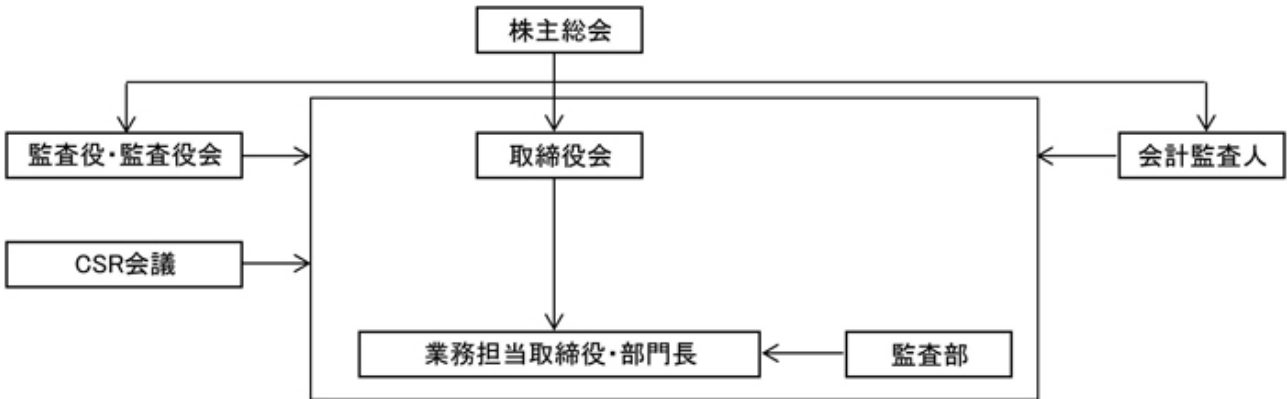 株主総会
監査役・監査役会
取締役会
会計監査人
CSR会議
業務担当取締役・部門長
監査部